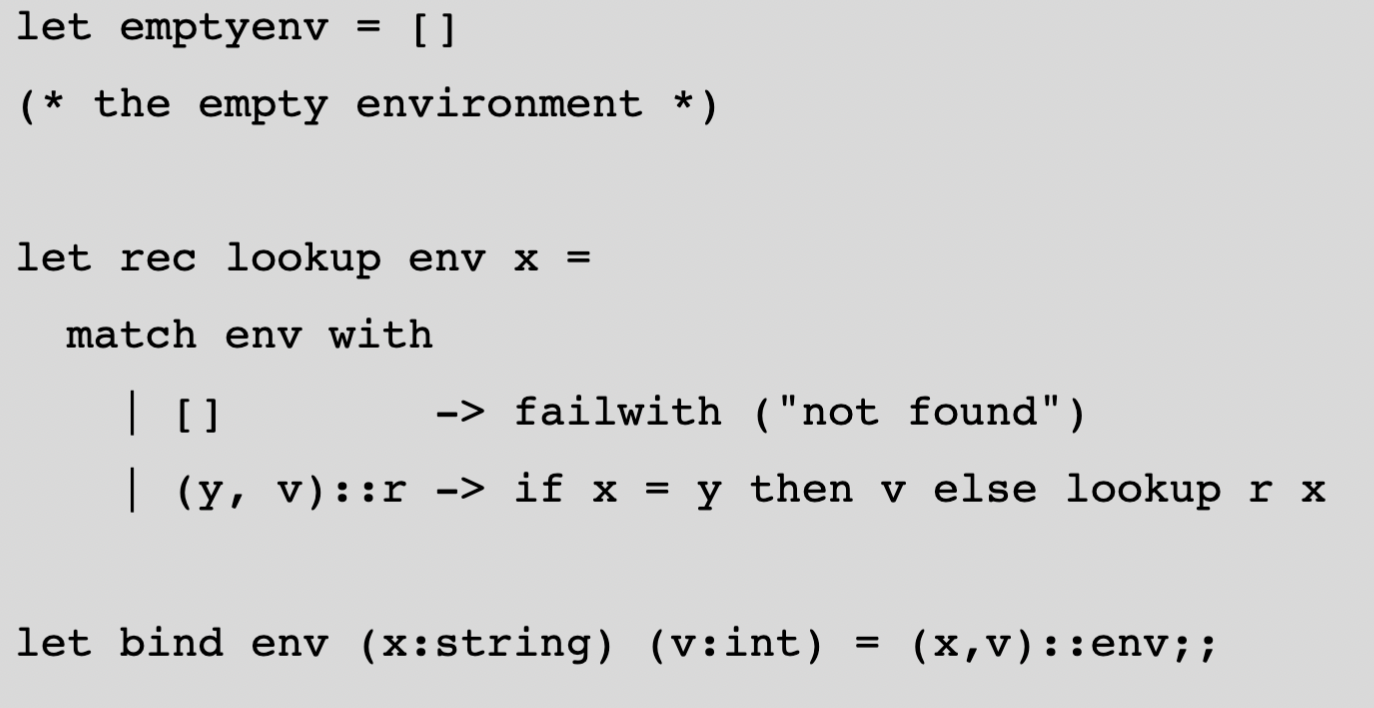 let emptyenv = []
(* the empty environment *)
let rec lookup env x =
match env with
| [] -> failwith ("not found")
| (y, v)::r -> if x = y then v else lookup r x
let bind env (x:string) (v:int) = (x,v)::env;;